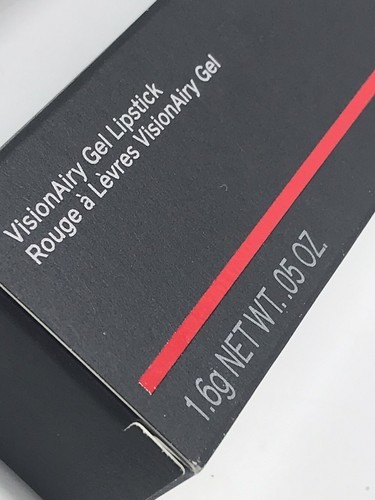 VisionAiry Gel Lipstick
Rouge à Lèvres VisionAiry Gel
1.6g NET WT. .05 OZ.